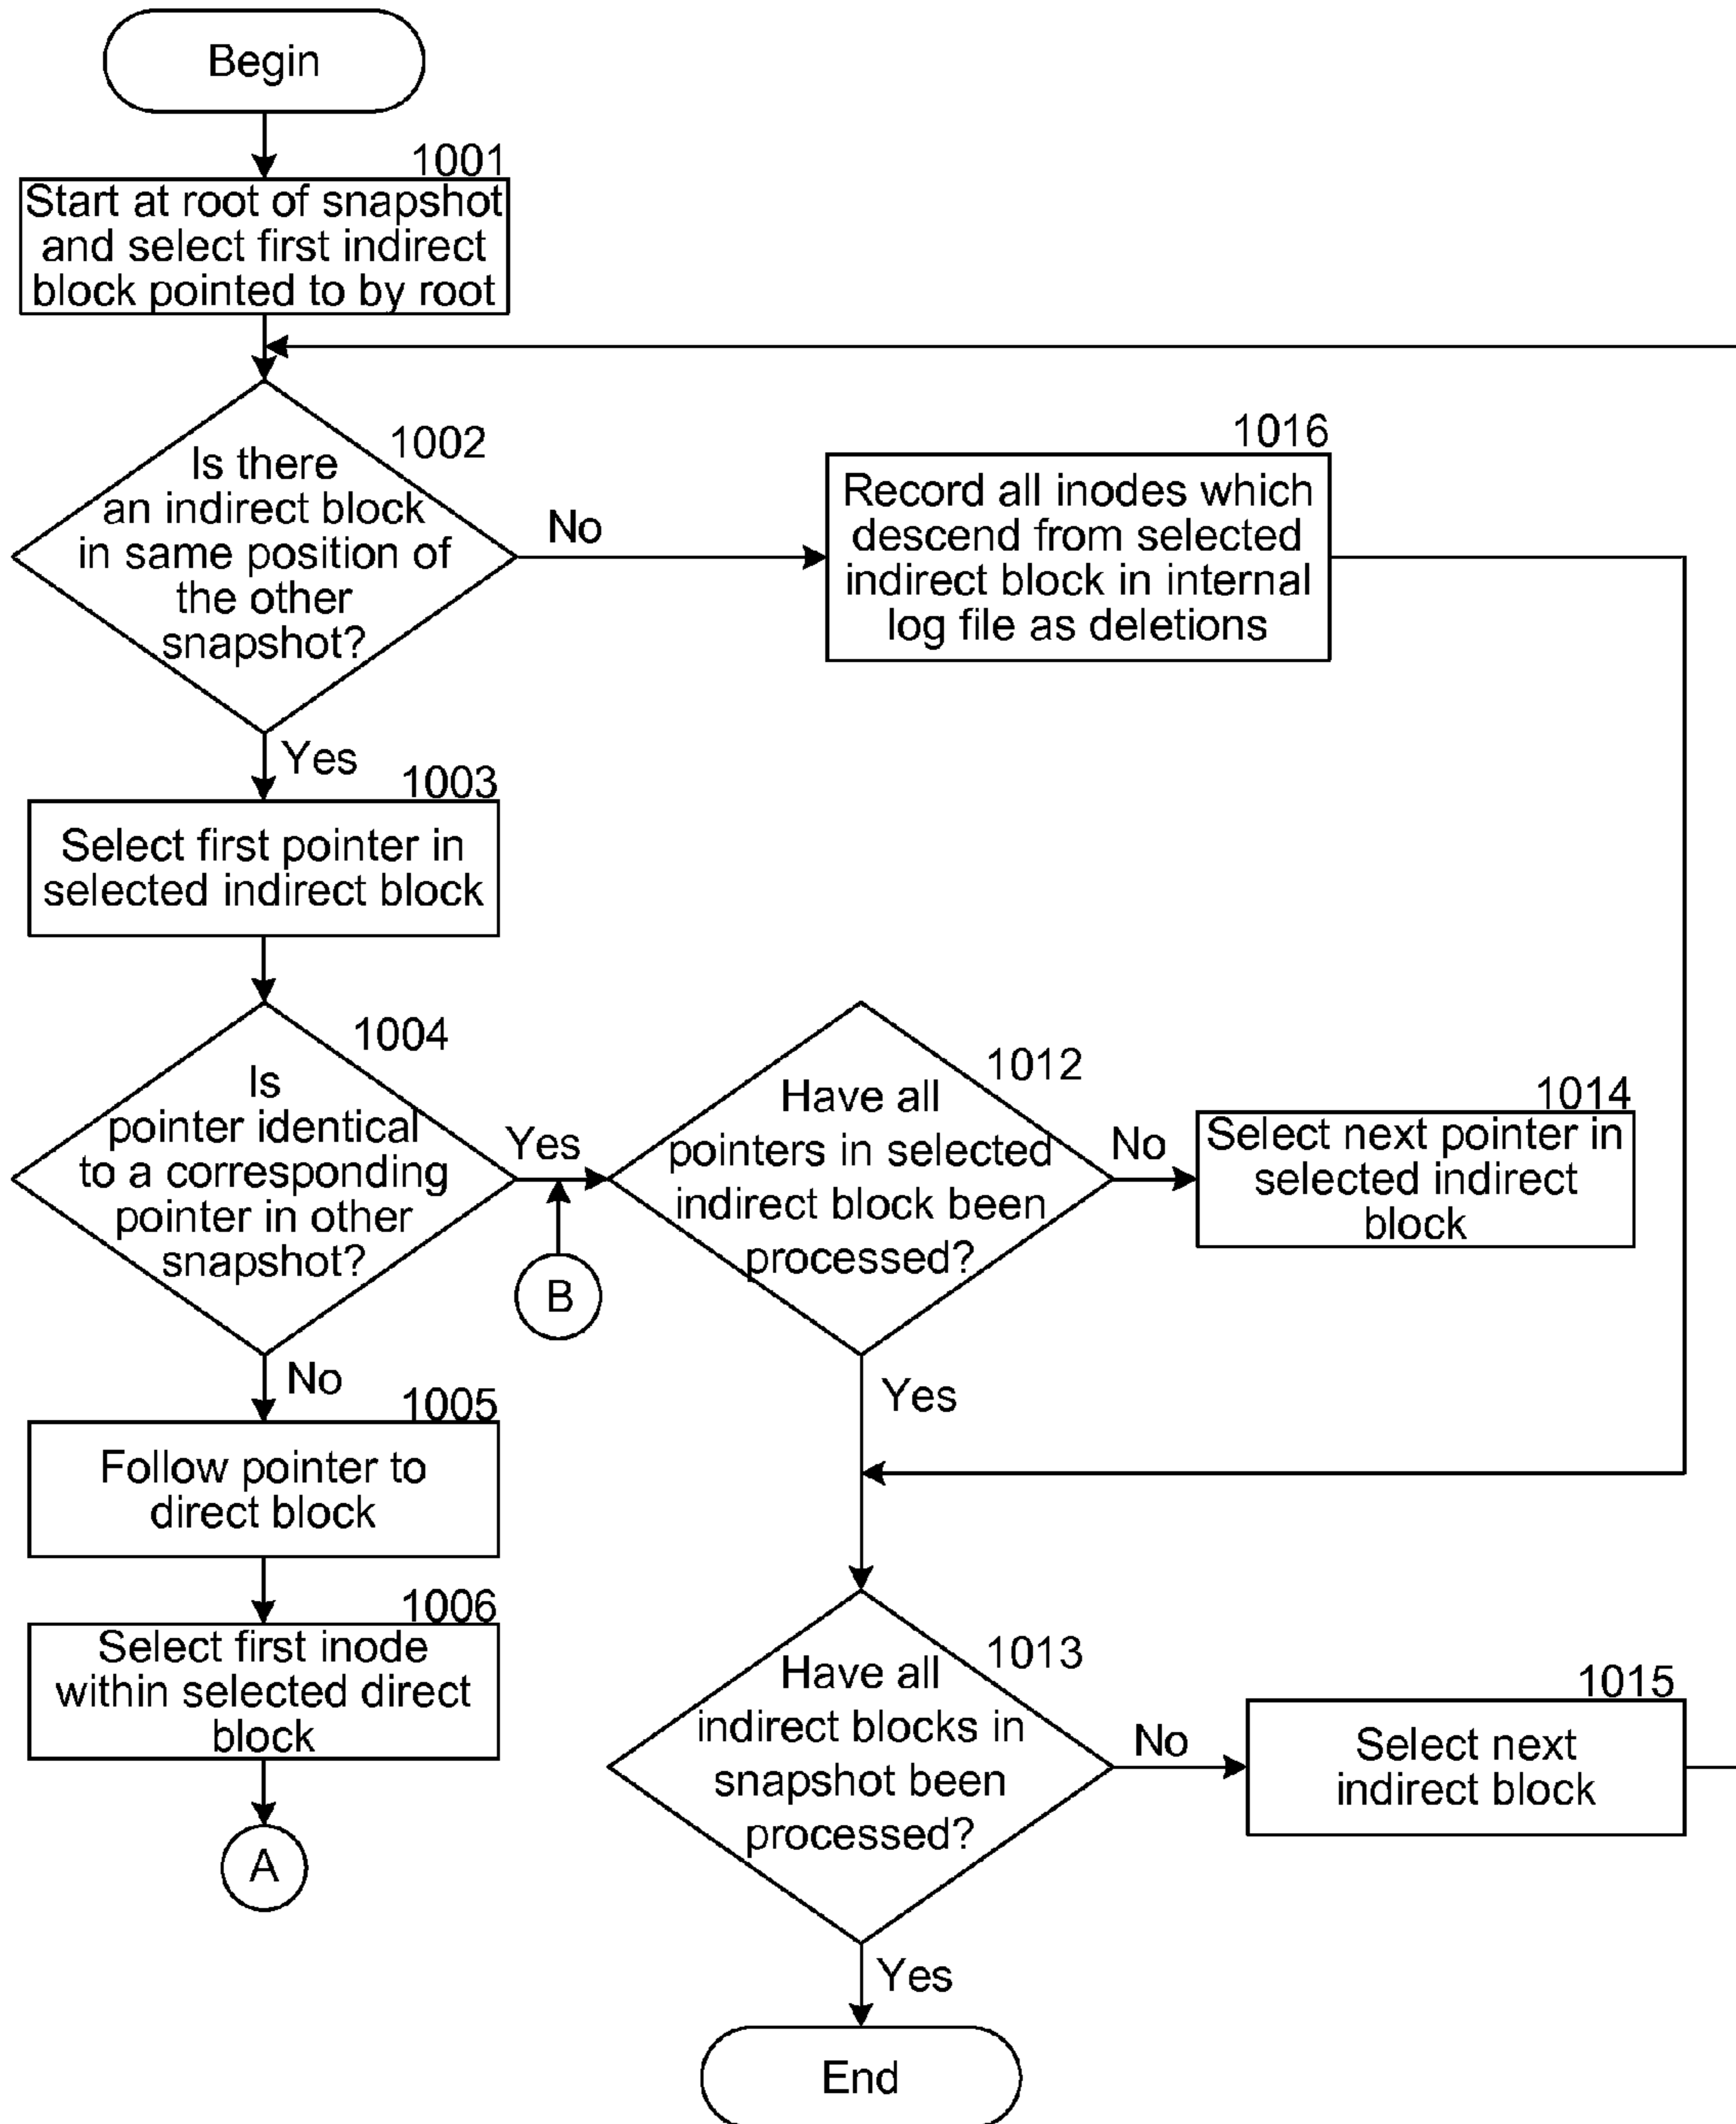 Begin
1001
Start at root of snapshot
and select first indirect
block pointed to by root
1002
Is there
an indirect block
in same position of
the other
snapshot?
No
1016
Record all inodes which
descend from selected
indirect block in internal
log file as deletions
Yes
1003
Select first pointer in
selected indirect block
1004
Is
pointer identical
to a corresponding
pointer in other
snapshot?
Yes
B
1012
Have all
pointers in selected
indirect block been
processed?
No
1014
Select next pointer in
selected indirect
block
No
1005
Follow pointer to
direct block
Yes
1006
Select first inode
within selected direct
block
A
1013
Have all
indirect blocks in
snapshot been
processed?
No
1015
Select next
indirect block
Yes
End